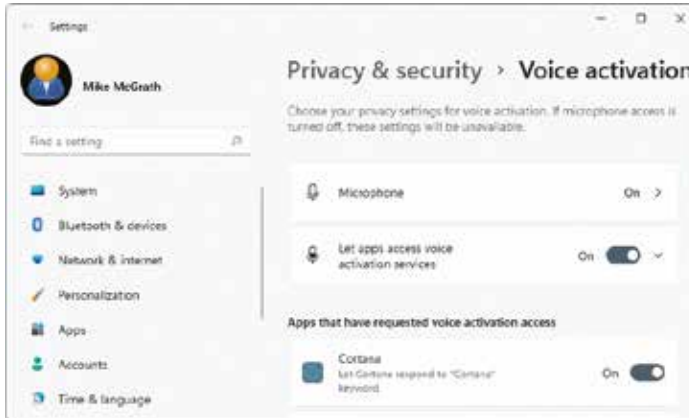 Settings
Mike McGrath
Find a setting
System
Bluetooth & devices
Network & internet
Personalization
Apps
Accounts
Time & language
Privacy & security > Voice activation
Choose your privacy settings for voice activation. If microphone access is
turned off, these settings will be unavailable.
Microphone On
Let apps access voice
activation services On
Apps that have requested voice activation access
Cortana
Let Cortana respond to "Cortana"
keyword. On